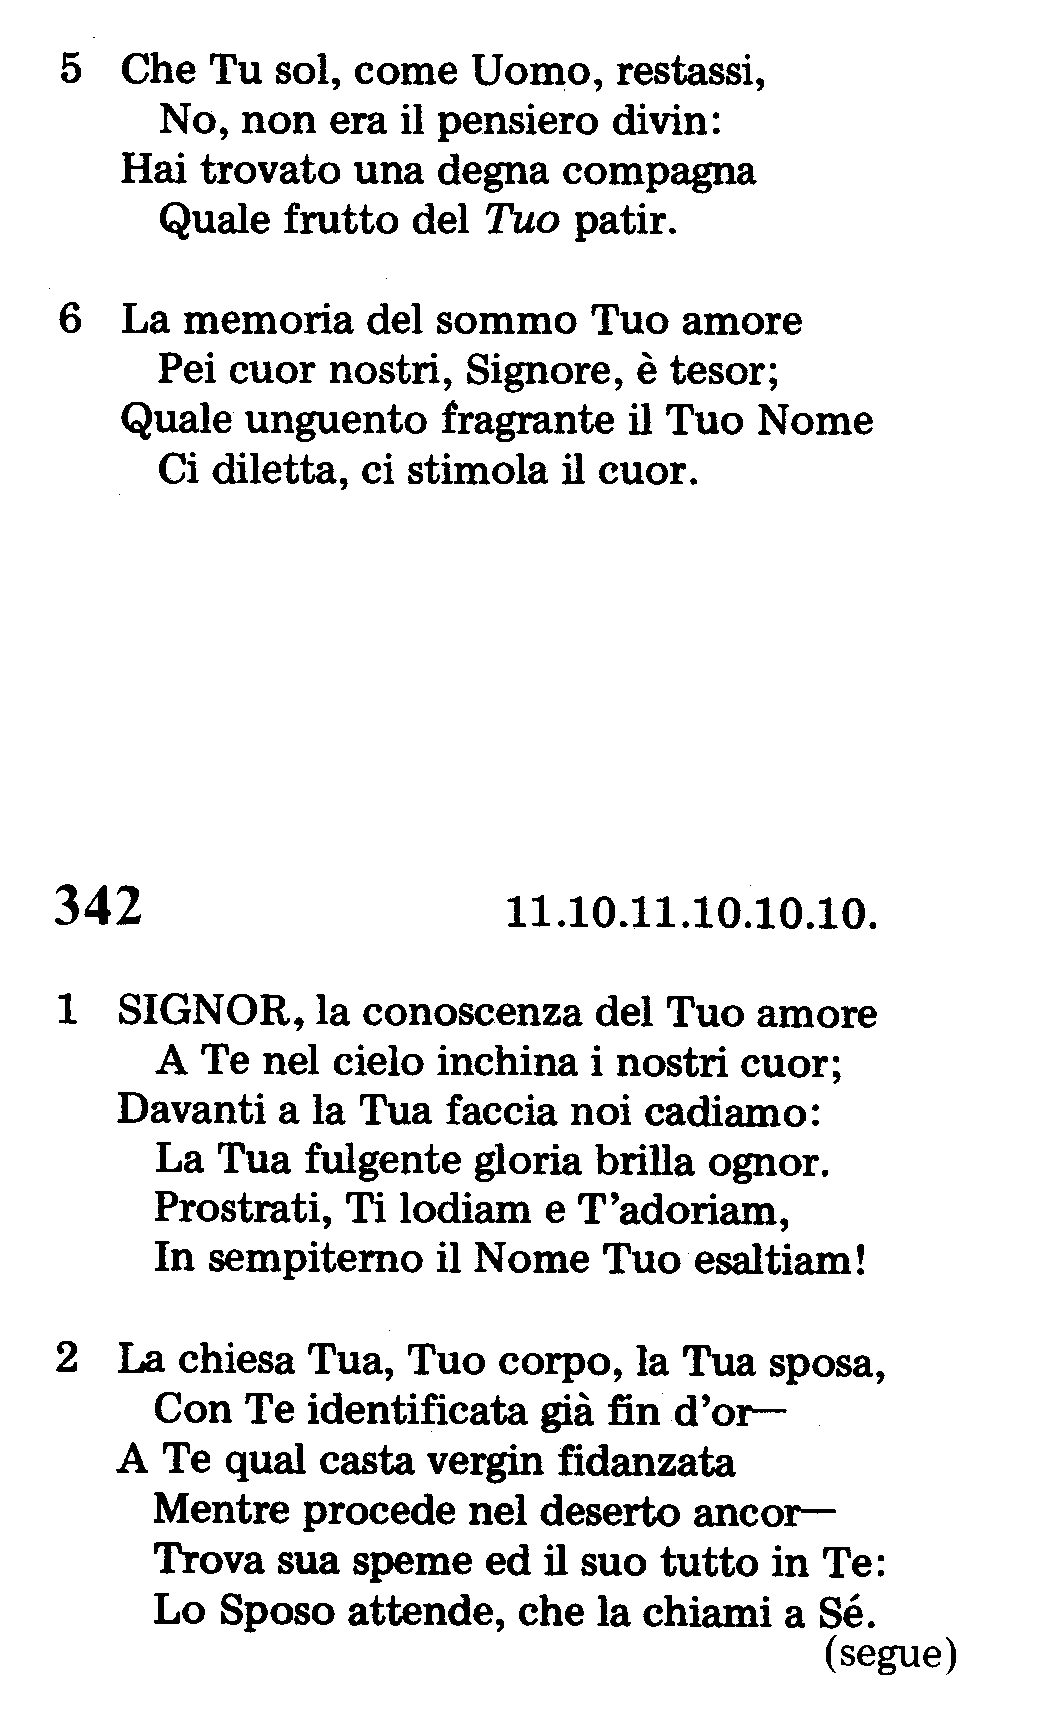 5 Che Tu sol, come Uomo, restassi,
No, non era il pensiero divin:
Hai trovato una degna compagna
Quale frutto del Tuo patir.
6 La memoria del sommo Tuo amore
Pei cuor nostri, Signore, è tesor;
Quale unguento fragrante il Tuo Nome
Ci diletta, ci stimola il cuor.
342 11.10.11.10.10.10.
1 SIGNOR, la conoscenza del Tuo amore
A Te nel cielo inchina i nostri cuor;
Davanti a la Tua faccia noi cadiamo:
La Tua fulgente gloria brilla ognor.
Prostrati, Ti lodiam e T'adoriam,
In sempiterno il Nome Tuo esaltiam!
2 La chiesa Tua, Tuo corpo, la Tua sposa,
Con Te identificata già fin d'or—
A Te qual casta vergin fidanzata
Mentre procede nel deserto ancor—
Trova sua speme ed il suo tutto in Te:
Lo Sposo attende, che la chiami a Sé.
(segue)